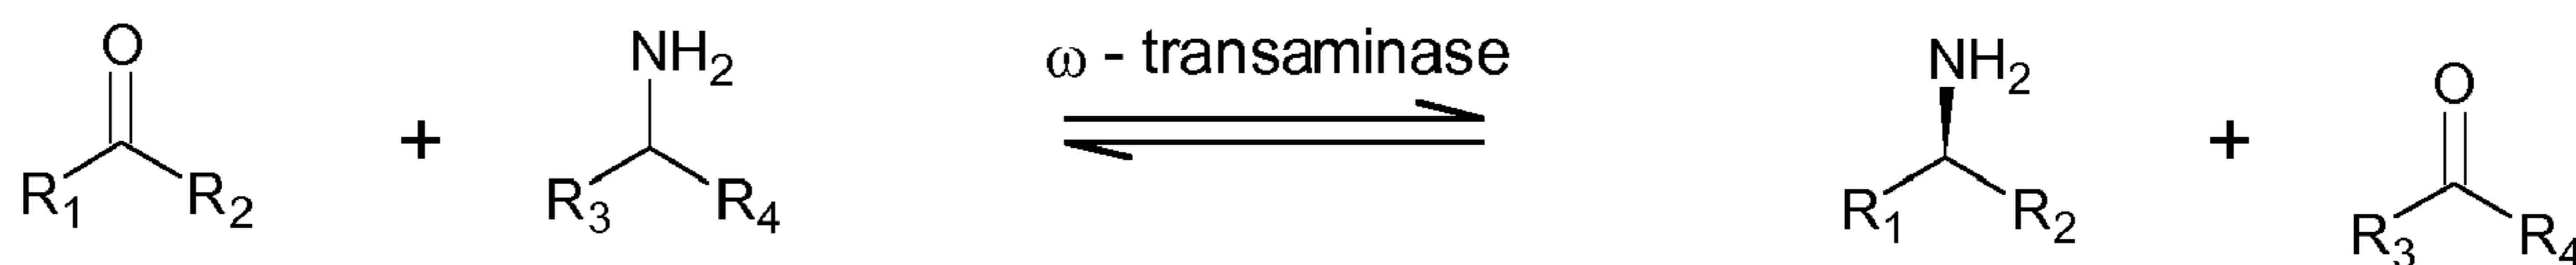 O
R1 R2
+
NH2
R3 R4
ω - transaminase
NH2
R1 R2
+
O
R3 R4